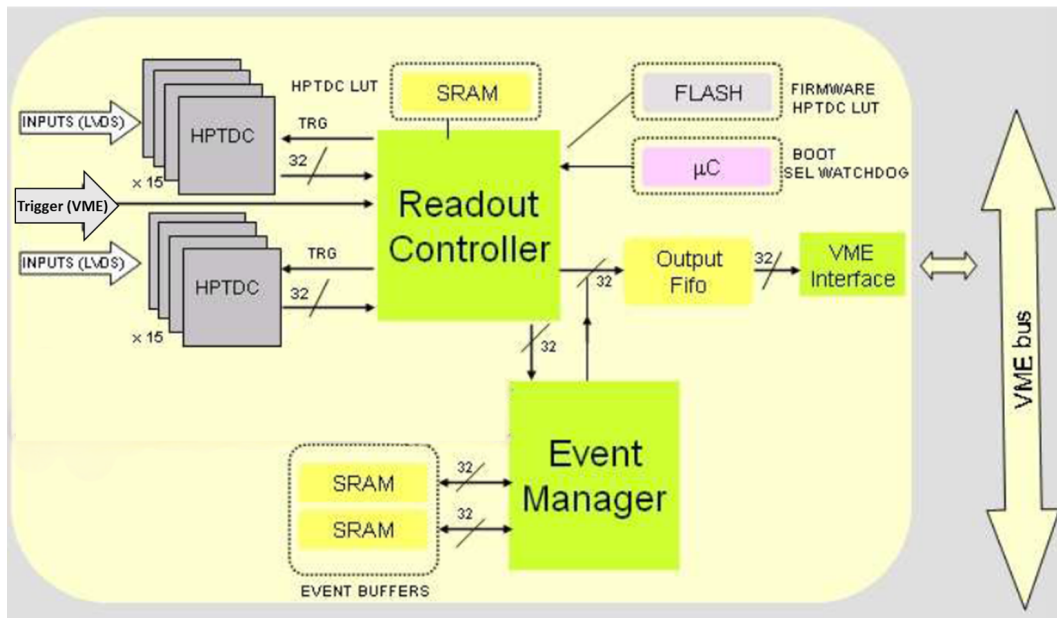 INPUTS (LVDS)
HPTDC
x 15
HPTDC LUT
SRAM
FLASH
FIRMWARE
HPTDC LUT
TRG
32
μC
BOOT
SEL WATCHDOG
Trigger (VME)
Readout
Controller
INPUTS (LVDS)
HPTDC
x 15
TRG
32
32
Output
Fifo
32
VME
Interface
VME bus
32
Event
Manager
SRAM
SRAM
32
32
EVENT BUFFERS